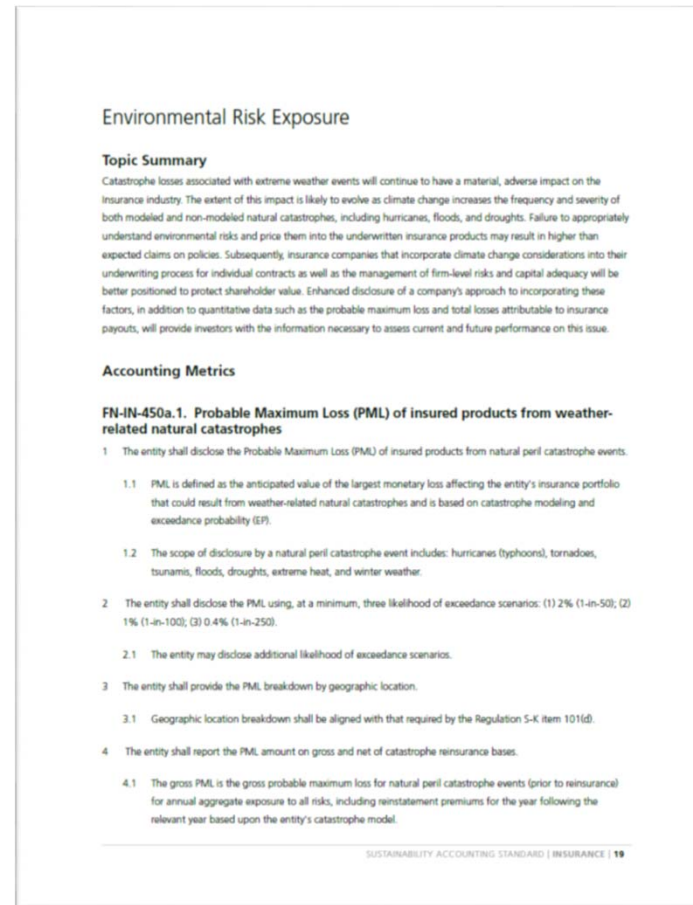 Environmental Risk Exposure
Topic Summary
Catastrophe losses associated with extreme weather events will continue to have a material, adverse impact on the
Insurance industry. The extent of this impact is likely to evolve as climate change increases the frequency and severity of
both modeled and non-modeled natural catastrophes, including hurricanes, floods, and droughts. Failure to appropriately
understand environmental risks and price them into the underwritten insurance products may result in higher than
expected claims on policies. Subsequently, insurance companies that incorporate climate change considerations into their
underwriting process for individual contracts as well as the management of firm-level risks and capital adequacy will be
better positioned to protect shareholder value. Enhanced disclosure of a company's approach to incorporating these
factors, in addition to quantitative data such as the probable maximum loss and total losses attributable to insurance
payouts, will provide investors with the information necessary to assess current and future performance on this issue.
Accounting Metrics
FN-IN-450a.1. Probable Maximum Loss (PML) of insured products from weather-
related natural catastrophes
1 The entity shall disclose the Probable Maximum Loss (PML) of insured products from natural peril catastrophe events.
1.1 PML is defined as the anticipated value of the largest monetary loss affecting the entity's insurance portfolio
that could result from weather-related natural catastrophes and is based on catastrophe modeling and
exceedance probability (EP).
1.2 The scope of disclosure by a natural peril catastrophe event includes: hurricanes (typhoons), tornadoes,
tsunamis, floods, droughts, extreme heat, and winter weather.
2 The entity shall disclose the PML using, at a minimum, three likelihood of exceedance scenarios: (1) 2% (1-in-50); (2)
1% (1-in-100); (3) 0.4% (1-in-250).
2.1 The entity may disclose additional likelihood of exceedance scenarios.
3 The entity shall provide the PML breakdown by geographic location.
3.1 Geographic location breakdown shall be aligned with that required by the Regulation S-K item 101(d).
4 The entity shall report the PML amount on gross and net of catastrophe reinsurance bases.
4.1 The gross PML is the gross probable maximum loss for natural peril catastrophe events (prior to reinsurance)
for annual aggregate exposure to all risks, including reinstatement premiums for the year following the
relevant year based upon the entity's catastrophe model.
SUSTAINABILITY ACCOUNTING STANDARD | INSURANCE | 19